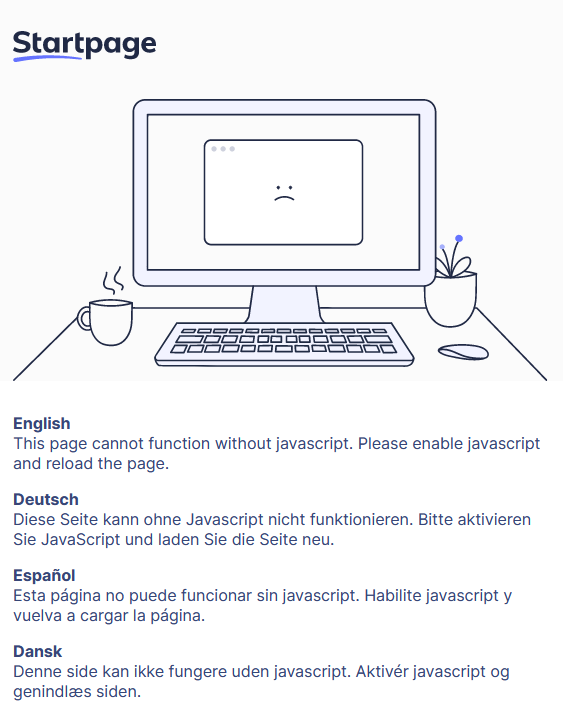 Startpage
English
This page cannot function without javascript. Please enable javascript
and reload the page.
Deutsch
Diese Seite kann ohne Javascript nicht funktionieren. Bitte aktivieren
Sie JavaScript und laden Sie die Seite neu.
Español
Esta página no puede funcionar sin javascript. Habilite javascript y
vuelva a cargar la página.
Dansk
Denne side kan ikke fungere uden javascript. Aktivér javascript og
genindlæs siden.